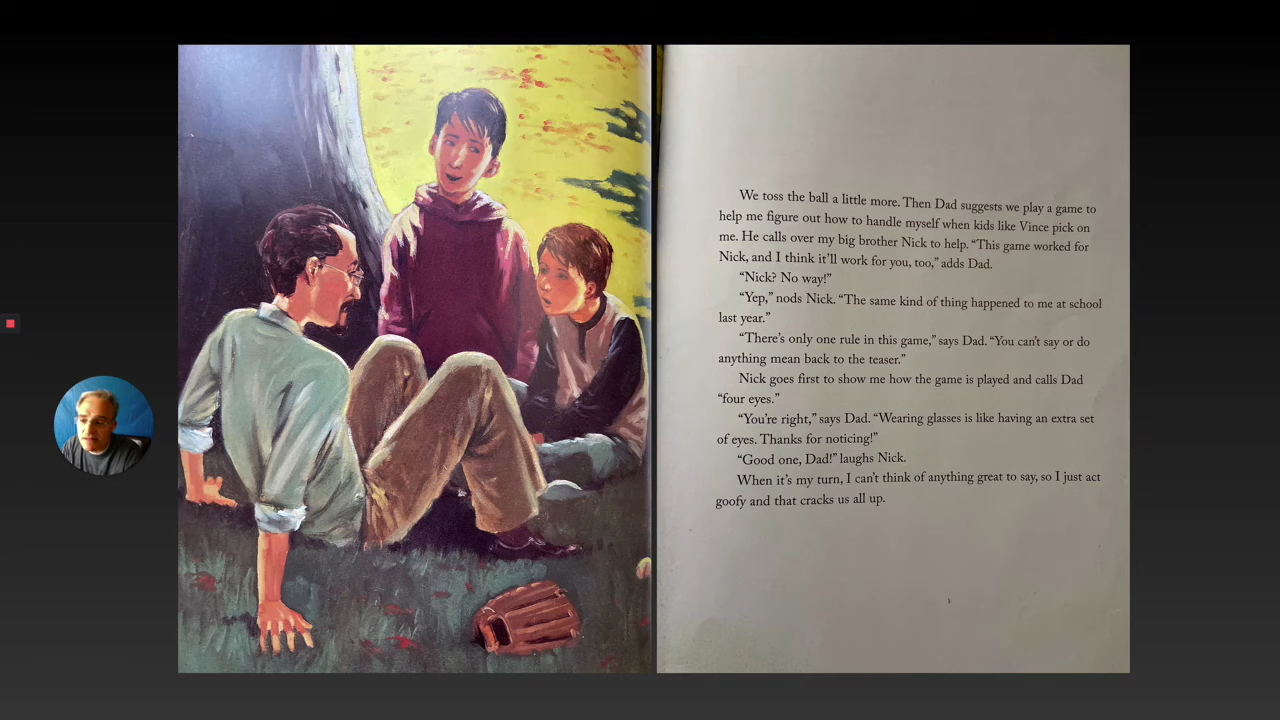 We toss the ball a little more. Then Dad suggests we play a game to
help me figure out how to handle myself when kids like Vince pick on
me. He calls over my big brother Nick to help. “This game worked for
Nick, and I think it’ll work for you, too,” adds Dad.
“Nick? No way!”
“Yep,” nods Nick. “The same kind of thing happened to me at school
last year.”
“There’s only one rule in this game,” says Dad. “You can’t say or do
anything mean back to the teaser.”
Nick goes first to show me how the game is played and calls Dad
“four eyes.”
“You’re right,” says Dad. “Wearing glasses is like having an extra set
of eyes. Thanks for noticing!”
“Good one, Dad!” laughs Nick.
When it’s my turn, I can’t think of anything great to say, so I just act
goofy and that cracks us all up.